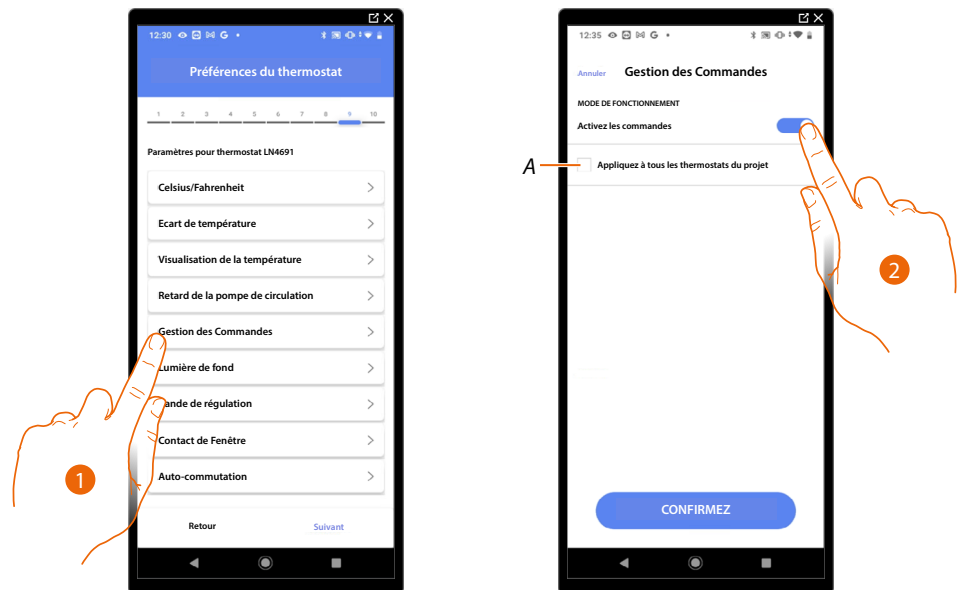 12:30 G •
Préférences du thermostat
1 2 3 4 5 6 7 8 9 10
Paramètres pour thermostat LN4691
Celsius/Fahrenheit
Ecart de température
Visualisation de la température
Retard de la pompe de circulation
Gestion des Commandes
Lumière de fond
ande de régulation
Contact de Fenêtre
Auto-commutation
Retour Suivant
1
12:35 G •
Annuler Gestion des Commandes
MODE DE FONCTIONNEMENT
Activez les commandes
A
Appliquez à tous les thermostats du projet
2
CONFIRMEZ